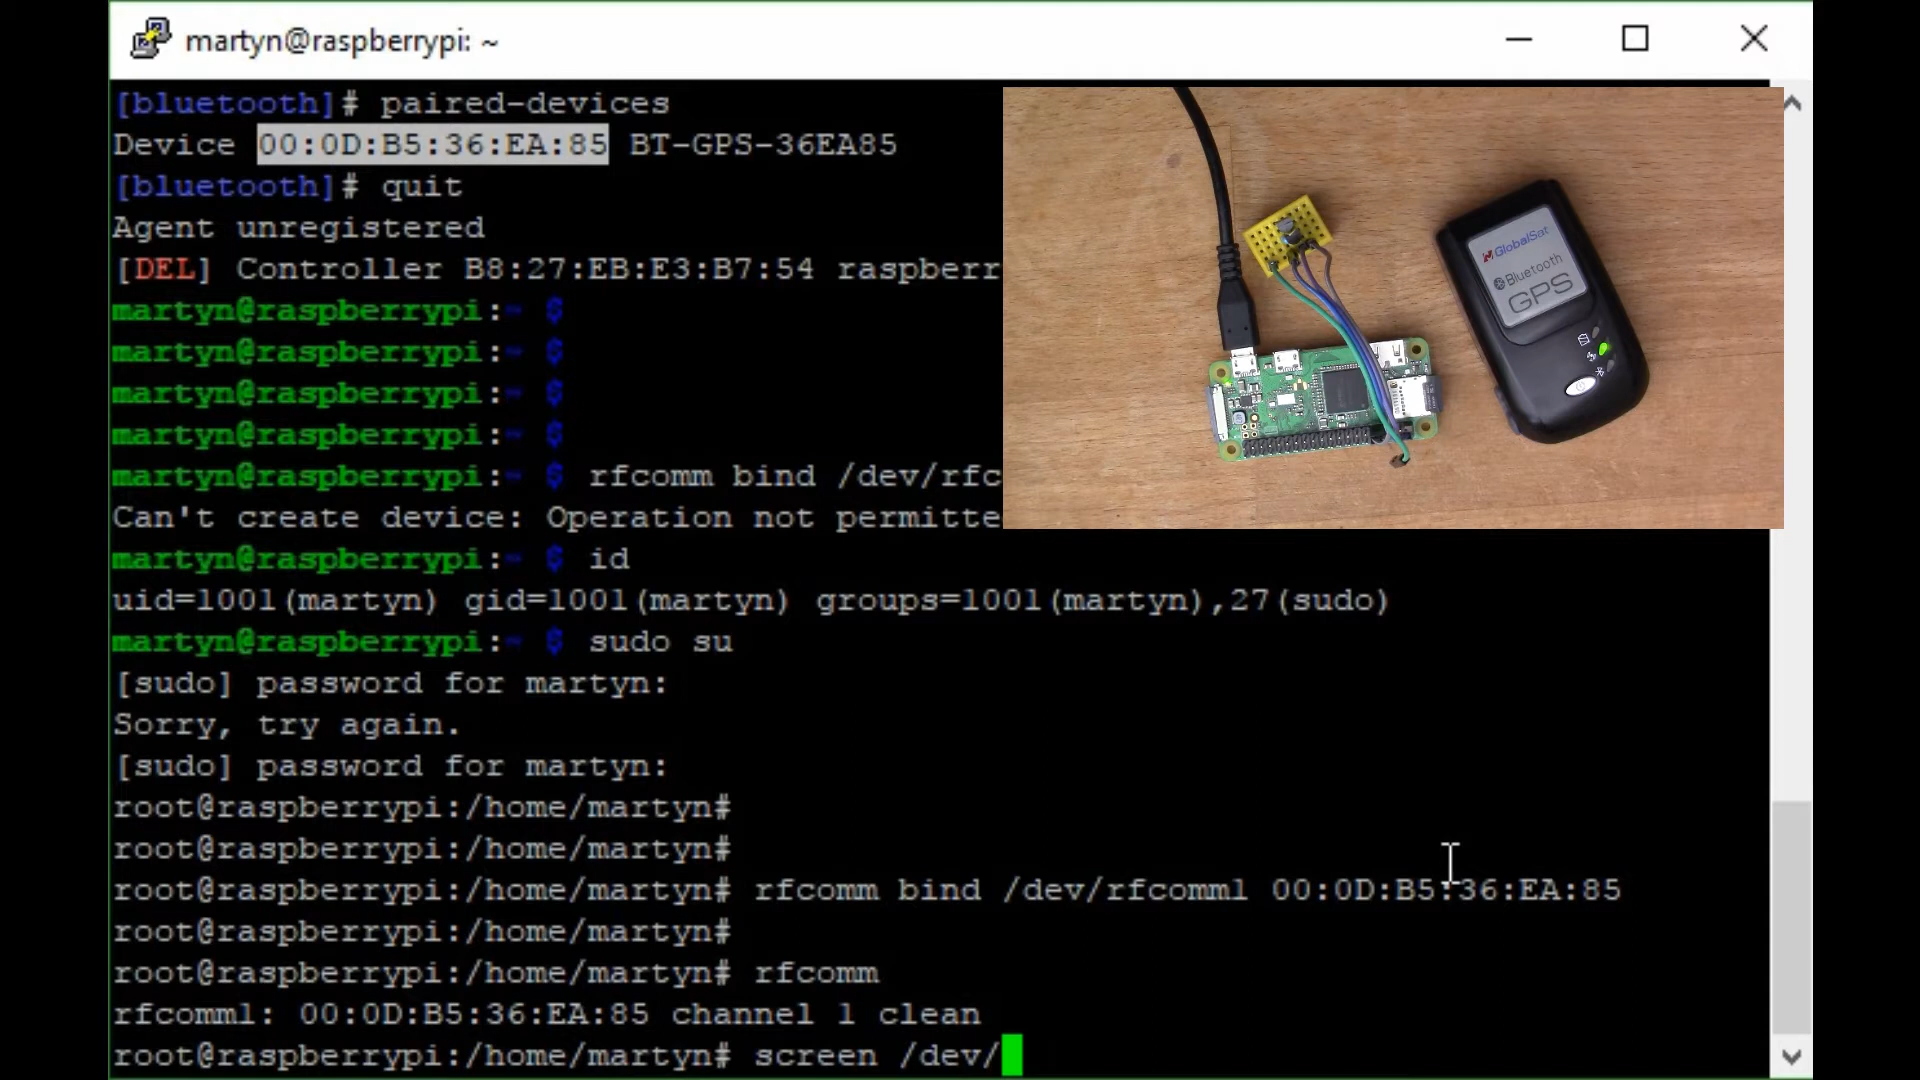 martyn@raspberrypi: ~
[bluetooth]# paired-devices
Device 00:0D:B5:36:EA:85 BT-GPS-36EA85
[bluetooth]# quit
Agent unregistered
[DEL] Controller B8:27:EB:E3:B7:54 raspberr
martyn@raspberrypi:~ $
martyn@raspberrypi:~ $
martyn@raspberrypi:~ $
martyn@raspberrypi:~ $
martyn@raspberrypi:~ $ rfcomm bind /dev/rfc
Can't create device: Operation not permitte
martyn@raspberrypi:~ $ id
uid=1001(martyn) gid=1001(martyn) groups=1001(martyn),27(sudo)
martyn@raspberrypi:~ $ sudo su
[sudo] password for martyn:
Sorry, try again.
[sudo] password for martyn:
root@raspberrypi:/home/martyn#
root@raspberrypi:/home/martyn#
root@raspberrypi:/home/martyn# rfcomm bind /dev/rfcomm1 00:0D:B5:36:EA:85
root@raspberrypi:/home/martyn#
root@raspberrypi:/home/martyn# rfcomm
rfcomm1: 00:0D:B5:36:EA:85 channel 1 clean
root@raspberrypi:/home/martyn# screen /dev/
GlobalSat
Bluetooth
GPS